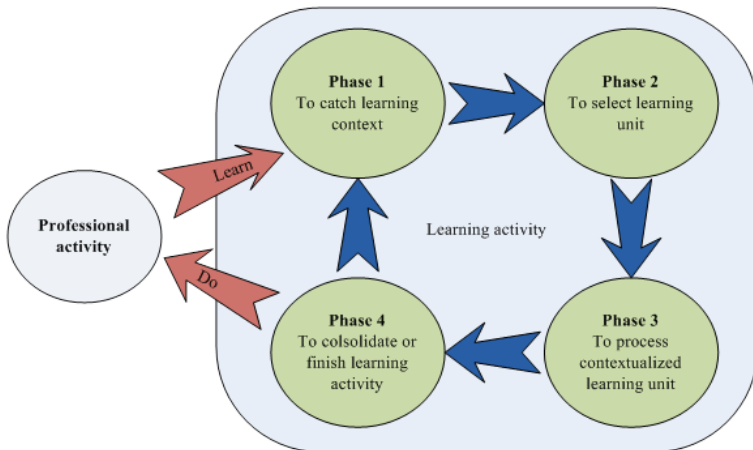 Phase 1
To catch learning
context
Phase 2
To select learning
unit
Learn
Professional
activity
Learning activity
Do
Phase 4
To colsolidate or
finish learning
activity
Phase 3
To process
contextualized
learning unit